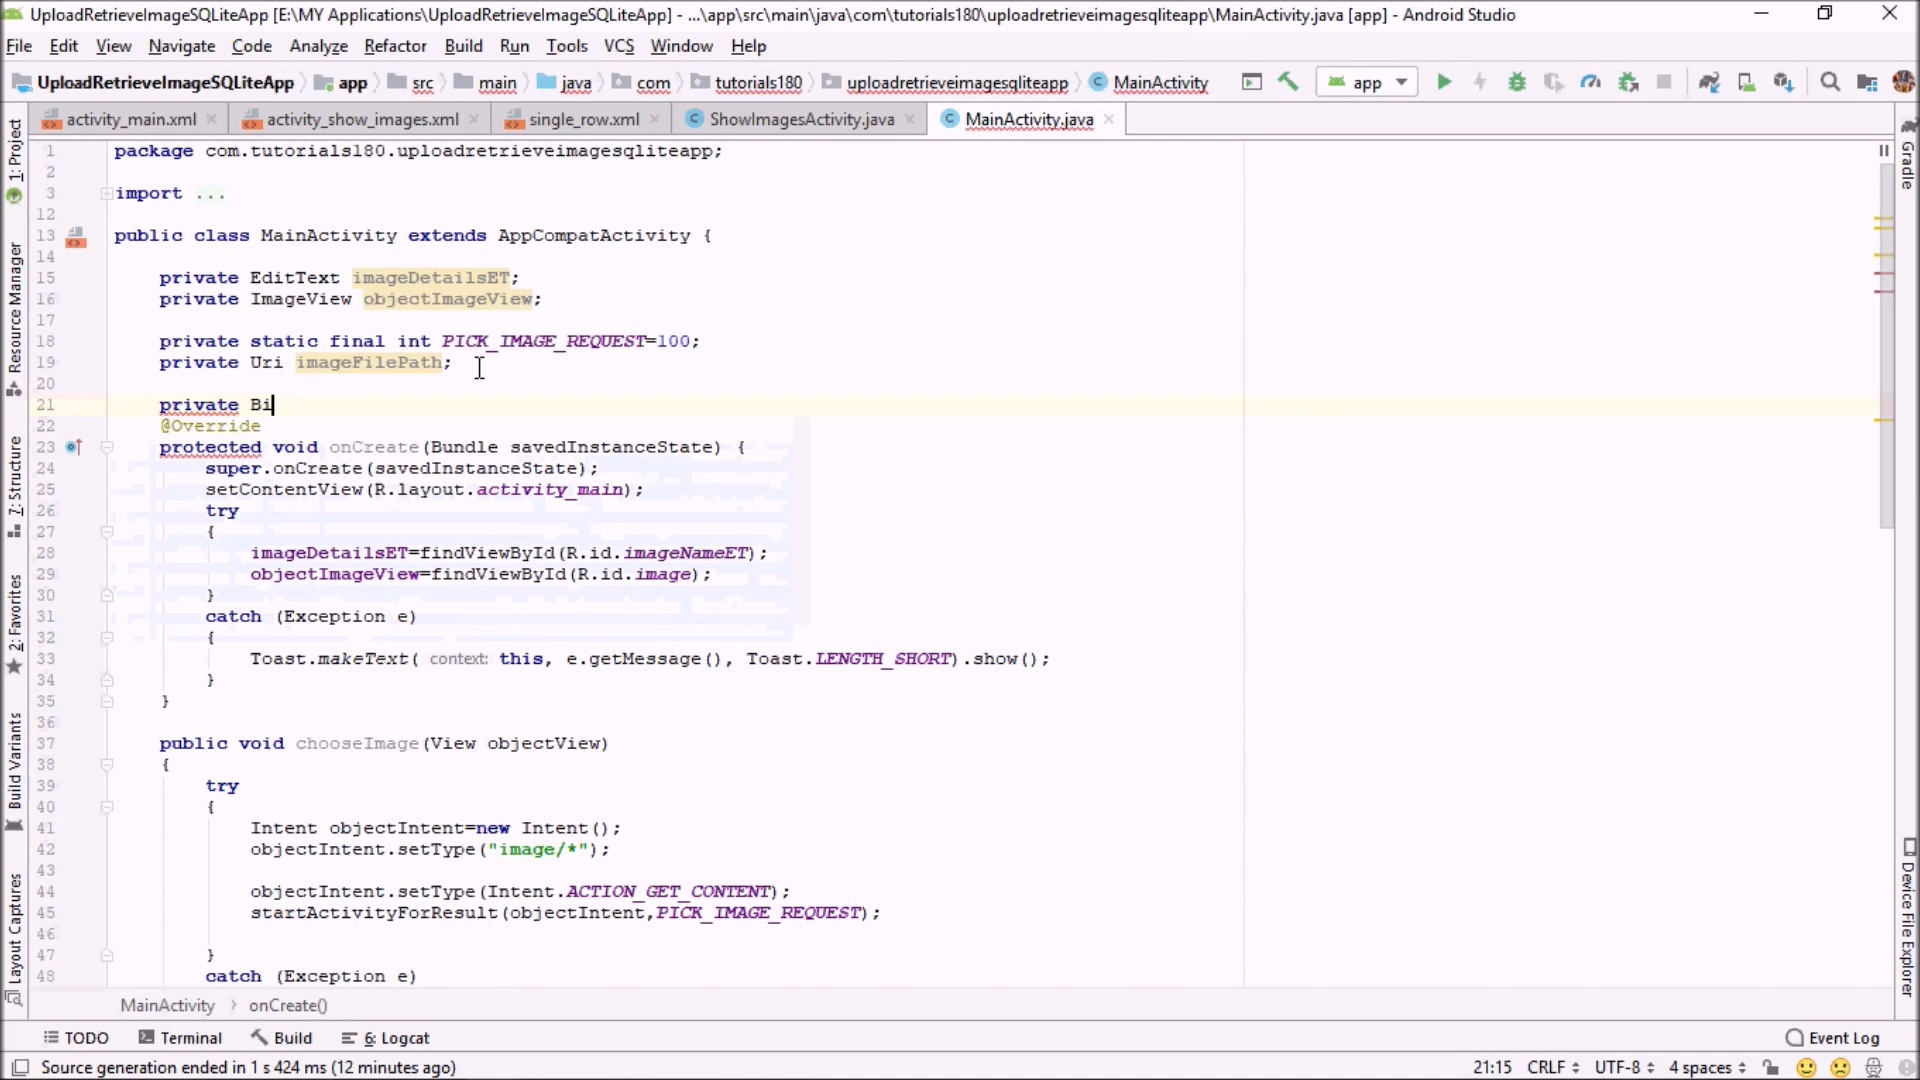 UploadRetrieveImageSQLiteApp [E:\MY Applications\UploadRetrieveImageSQLiteApp] - ...\app\src\main\java\com\tutorials180\uploadretrieveimagesqliteapp\MainActivity.java [app] - Android Studio
File Edit View Navigate Code Analyze Refactor Build Run Tools VCS Window Help
UploadRetrieveImageSQLiteApp app src main java com tutorials180 uploadretrieveimagesqliteapp MainActivity app
activity_main.xml activity_show_images.xml single_row.xml ShowImagesActivity.java MainActivity.java
1 package com.tutorials180.uploadretrieveimagesqliteapp;
2
3 import ...
12
13 public class MainActivity extends AppCompatActivity {
14
15 private EditText imageDetailsET;
16 private ImageView objectImageView;
17
18 private static final int PICK_IMAGE_REQUEST=100;
19 private Uri imageFilePath;
20
21 private Bi
22 @Override
23 protected void onCreate(Bundle savedInstanceState) {
24 super.onCreate(savedInstanceState);
25 setContentView(R.layout.activity_main);
26 try
27 {
28 imageDetailsET=findViewById(R.id.imageNameET);
29 objectImageView=findViewById(R.id.image);
30 }
31 catch (Exception e)
32 {
33 Toast.makeText( context: this, e.getMessage(), Toast.LENGTH_SHORT).show();
34 }
35 }
36
37 public void chooseImage(View objectView)
38 {
39 try
40 {
41 Intent objectIntent=new Intent();
42 objectIntent.setType("image/*");
43
44 objectIntent.setType(Intent.ACTION_GET_CONTENT);
45 startActivityForResult(objectIntent,PICK_IMAGE_REQUEST);
46
47 }
48 catch (Exception e)
MainActivity onCreate()
1: Project
Resource Manager
7: Structure
2: Favorites
Build Variants
Layout Captures
Gradle
Device File Explorer
TODO Terminal Build 6: Logcat Event Log
Source generation ended in 1 s 424 ms (12 minutes ago) 21:15 CRLF UTF-8 4 spaces